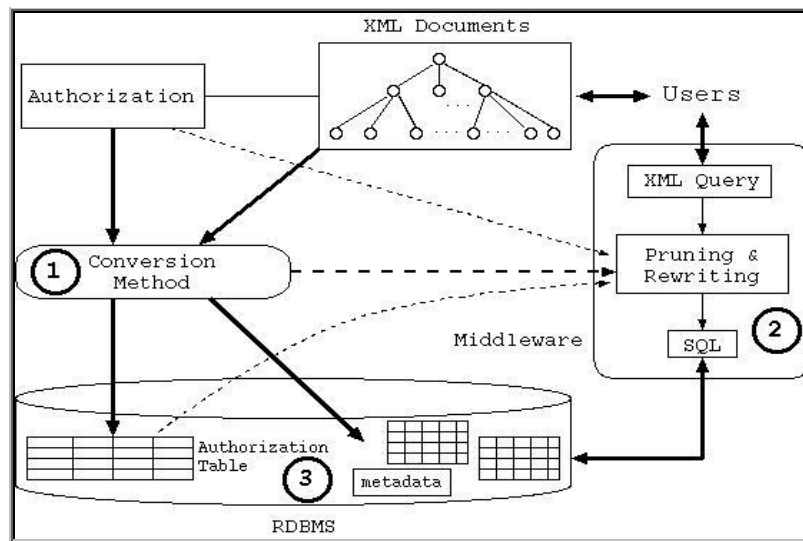 XML Documents
Authorization
Users
XML Query
1
Conversion
Method
Pruning &
Rewriting
Middleware
SQL
2
Authorization
Table
3
metadata
RDBMS